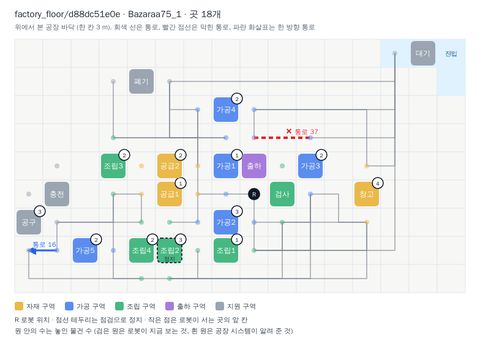 factory_floor/d88dc51e0e · Bazaraa75_1 · 곳 18개
위에서 본 공장 바닥 (한 칸 3 m). 회색 선은 통로, 빨간 점선은 막힌 통로, 파란 화살표는 한 방향 통로
대기 진입
폐기
가공4 2
통로 37
조립3 2
공급2 2
가공1 2
출하
가공3 2
충전
공급1 1
R
검사
창고 4
공구 3
가공2 3
통로 16
가공5 2
조립4 2
조립2 3
조립1 1
자재 구역 가공 구역 조립 구역 출하 구역 지원 구역
R 로봇 위치 · 점선 테두리는 점검으로 정지 · 작은 점은 로봇이 서는 곳의 앞 칸
원 안의 수는 놓인 물건 수 (검은 원은 로봇이 지금 보는 것, 흰 원은 공장 시스템이 알려 준 것)